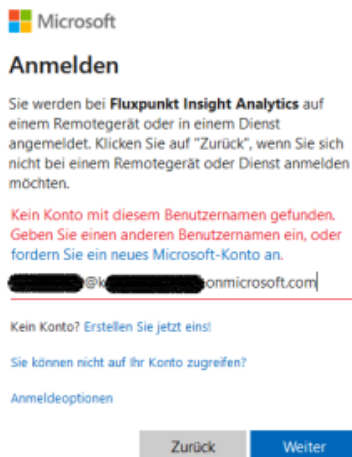 Microsoft
Anmelden
Sie werden bei Fluxpunkt Insight Analytics auf
einem Remotegerät oder in einem Dienst
angemeldet. Klicken Sie auf "Zurück", wenn Sie sich
nicht bei einem Remotegerät oder Dienst anmelden
möchten.
Kein Konto mit diesem Benutzernamen gefunden.
Geben Sie einen anderen Benutzernamen ein, oder
fordern Sie ein neues Microsoft-Konto an.
@k onmicrosoft.com
Kein Konto? Erstellen Sie jetzt eins!
Sie können nicht auf Ihr Konto zugreifen?
Anmeldeoptionen
Zurück Weiter